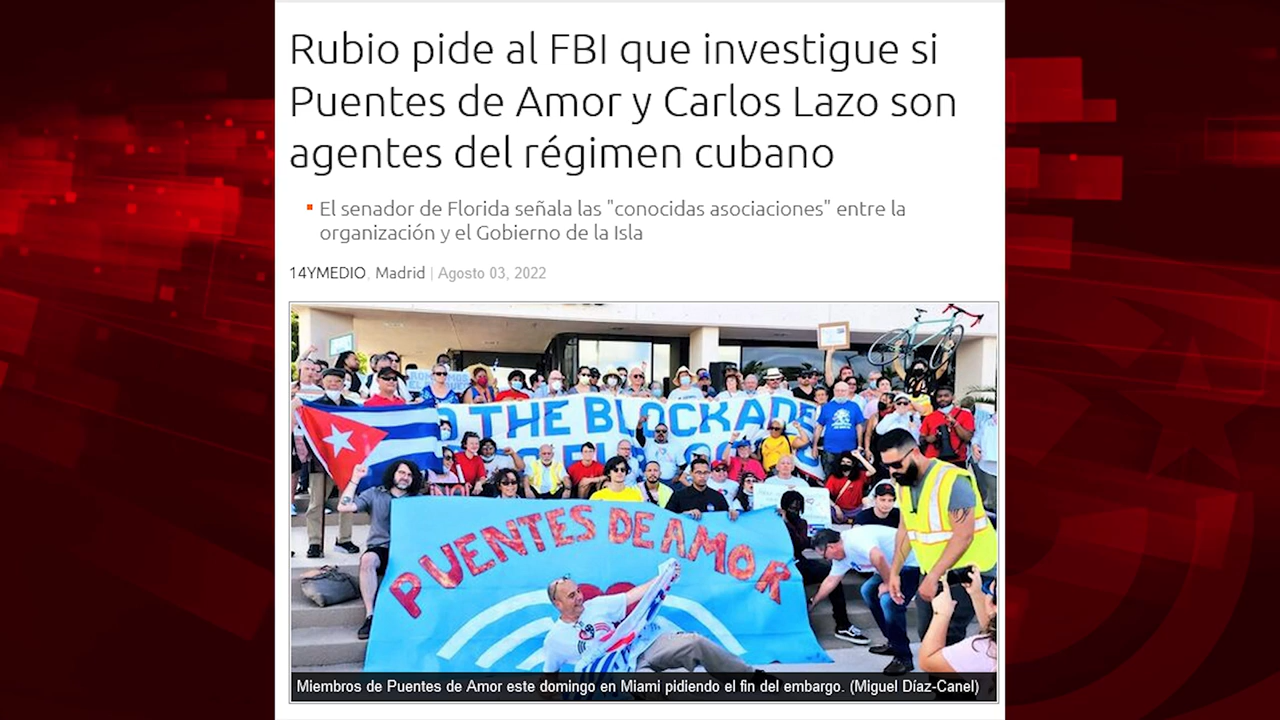 Rubio pide al FBI que investigue si
Puentes de Amor y Carlos Lazo son
agentes del régimen cubano
El senador de Florida señala las "conocidas asociaciones" entre la
organización y el Gobierno de la Isla
14YMEDIO, Madrid | Agosto 03, 2022
THE BLOCKADE
PUENTES DE AMOR
Miembros de Puentes de Amor este domingo en Miami pidiendo el fin del embargo. (Miguel Díaz-Canel)